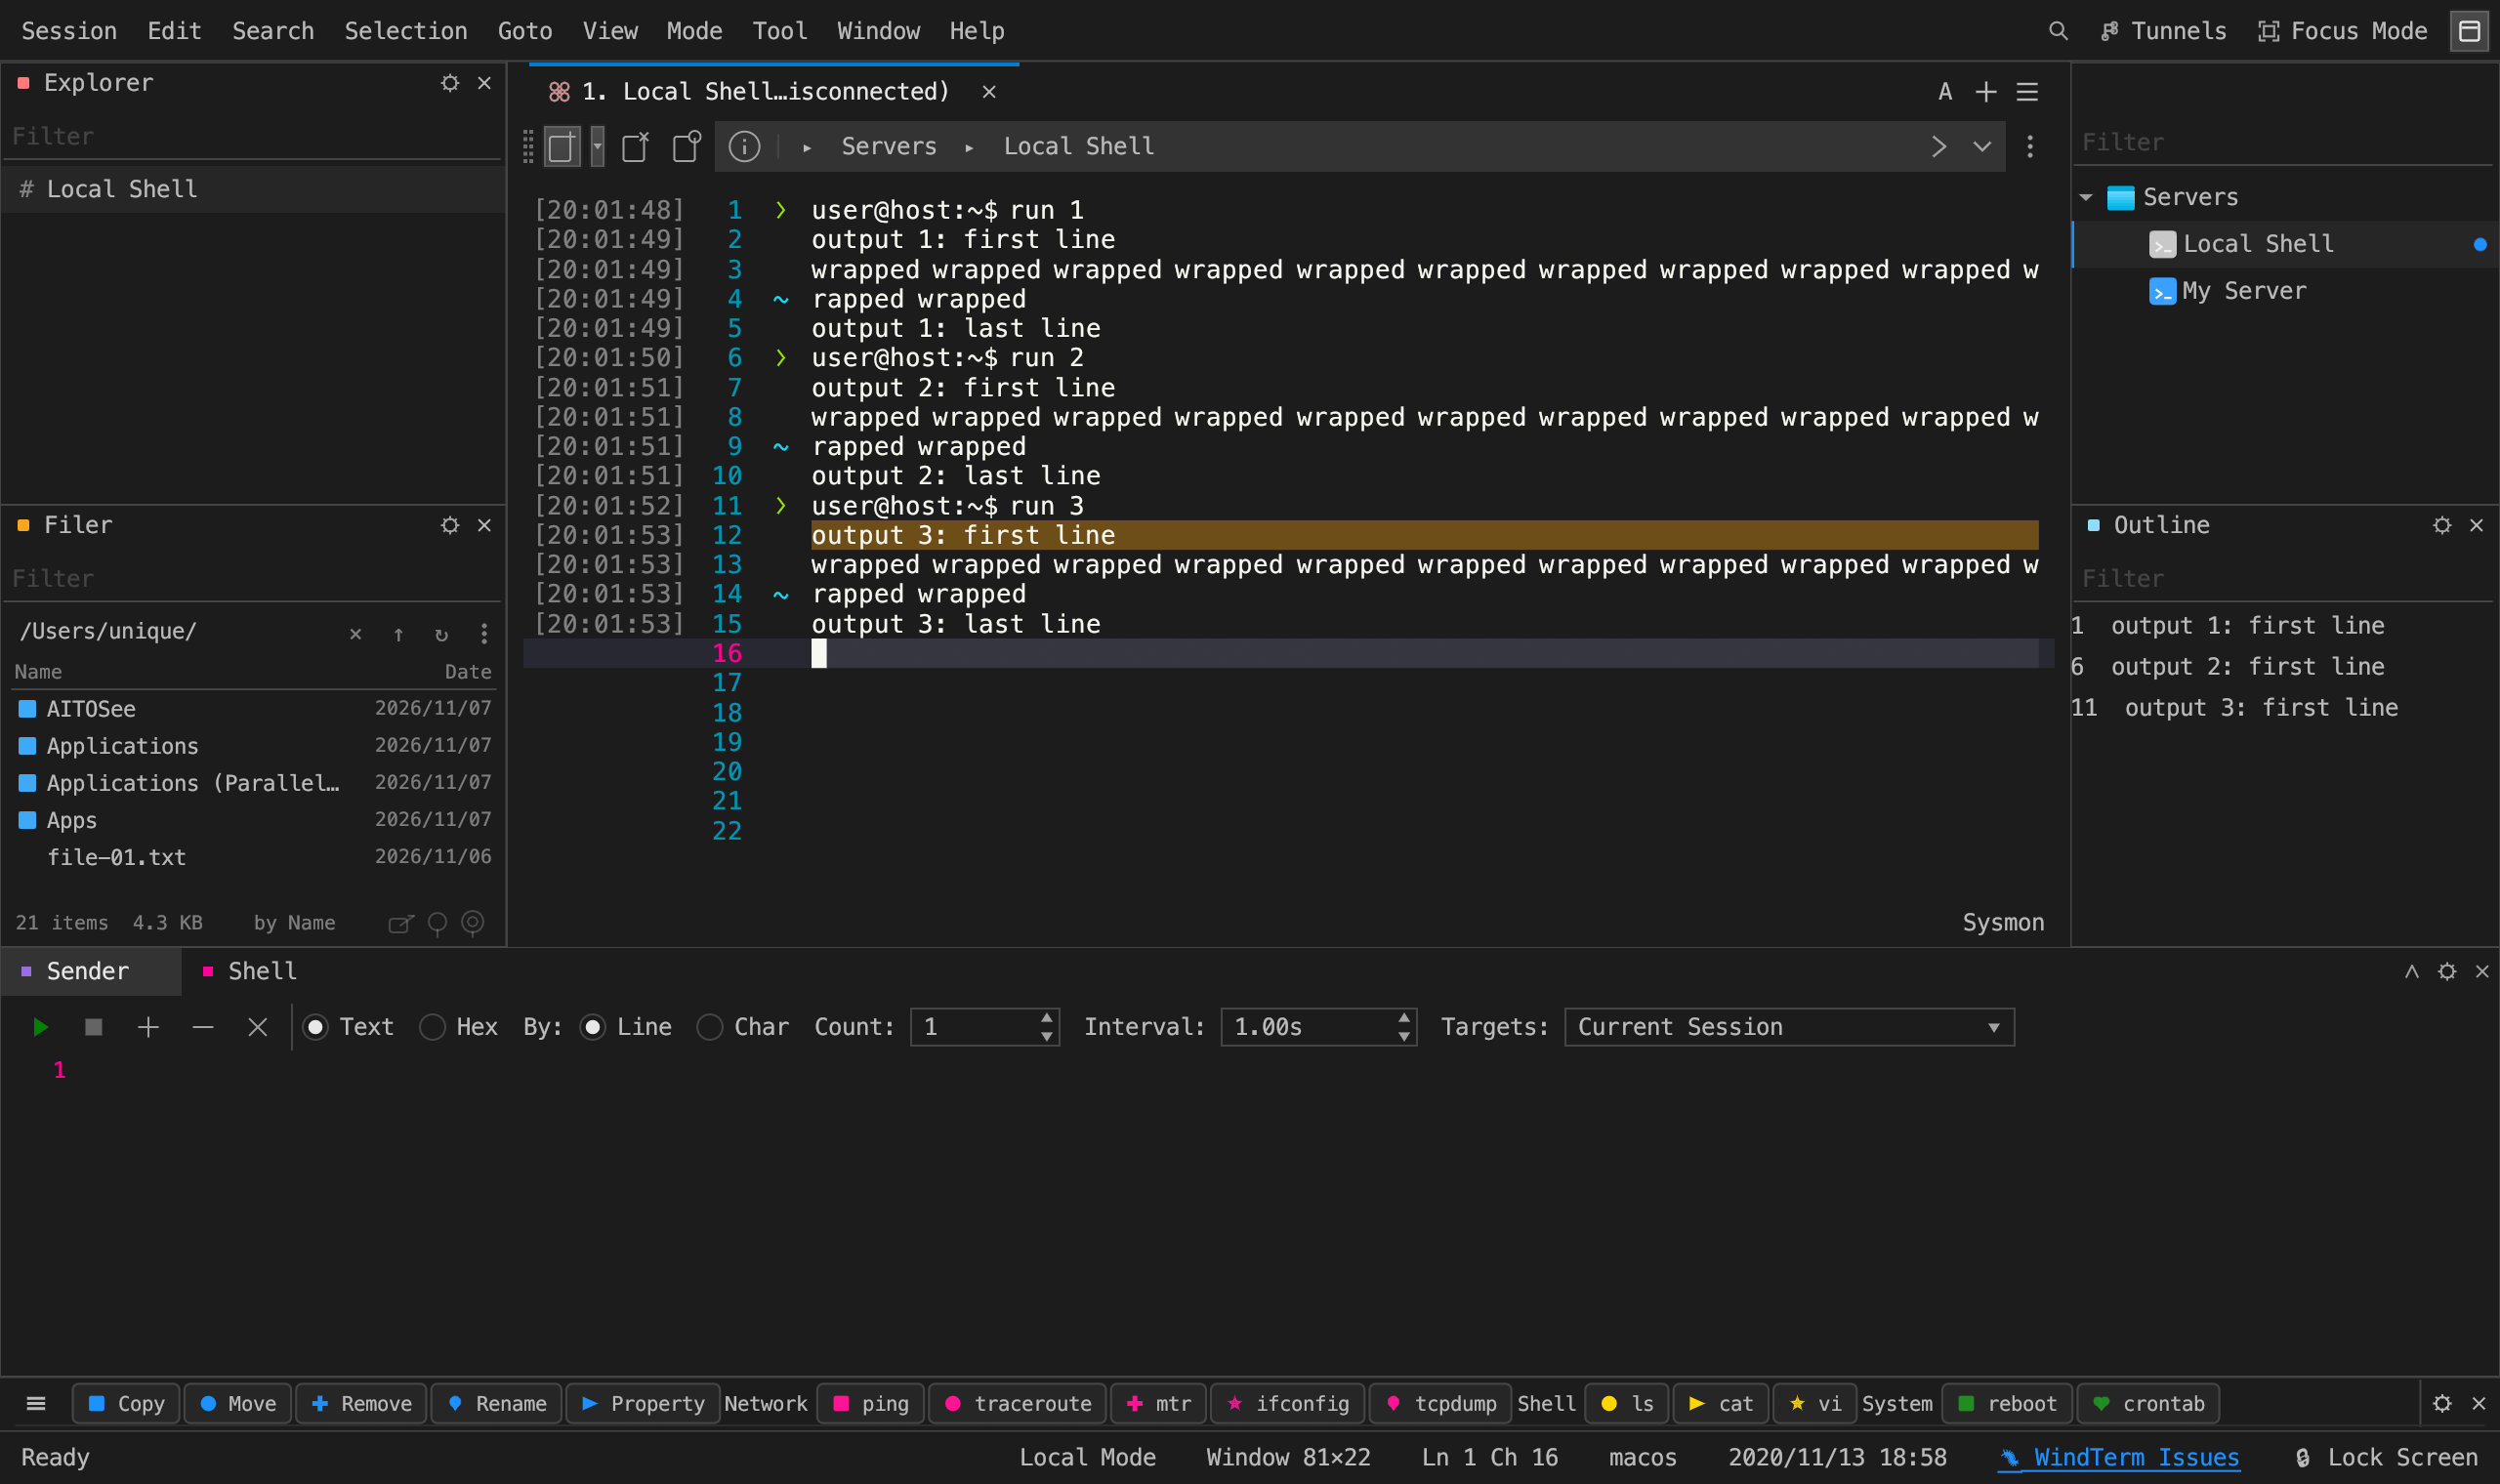 Session Edit Search Selection Goto View Mode Tool Window Help Tunnels Focus Mode
Explorer
Filter
# Local Shell
Filer
Filter
/Users/unique/
Name Date
AITOSee 2026/11/07
Applications 2026/11/07
Applications (Parallel… 2026/11/07
Apps 2026/11/07
file-01.txt 2026/11/06
21 items 4.3 KB by Name
1. Local Shell…isconnected) A
Servers Local Shell
[20:01:48] 1 user@host:~$ run 1
[20:01:49] 2 output 1: first line
[20:01:49] 3 wrapped wrapped wrapped wrapped wrapped wrapped wrapped wrapped wrapped wrapped w
[20:01:49] 4 ~ rapped wrapped
[20:01:49] 5 output 1: last line
[20:01:50] 6 user@host:~$ run 2
[20:01:51] 7 output 2: first line
[20:01:51] 8 wrapped wrapped wrapped wrapped wrapped wrapped wrapped wrapped wrapped wrapped w
[20:01:51] 9 ~ rapped wrapped
[20:01:51] 10 output 2: last line
[20:01:52] 11 user@host:~$ run 3
[20:01:53] 12 output 3: first line
[20:01:53] 13 wrapped wrapped wrapped wrapped wrapped wrapped wrapped wrapped wrapped wrapped w
[20:01:53] 14 ~ rapped wrapped
[20:01:53] 15 output 3: last line
16
17
18
19
20
21
22
Sysmon
Filter
Servers
Local Shell
My Server
Outline
Filter
1 output 1: first line
6 output 2: first line
11 output 3: first line
Sender Shell
Text Hex By: Line Char Count: 1 Interval: 1.00s Targets: Current Session
1
Copy Move Remove Rename Property Network ping traceroute mtr ifconfig tcpdump Shell ls cat vi System reboot crontab
Ready Local Mode Window 81×22 Ln 1 Ch 16 macos 2020/11/13 18:58 WindTerm Issues Lock Screen